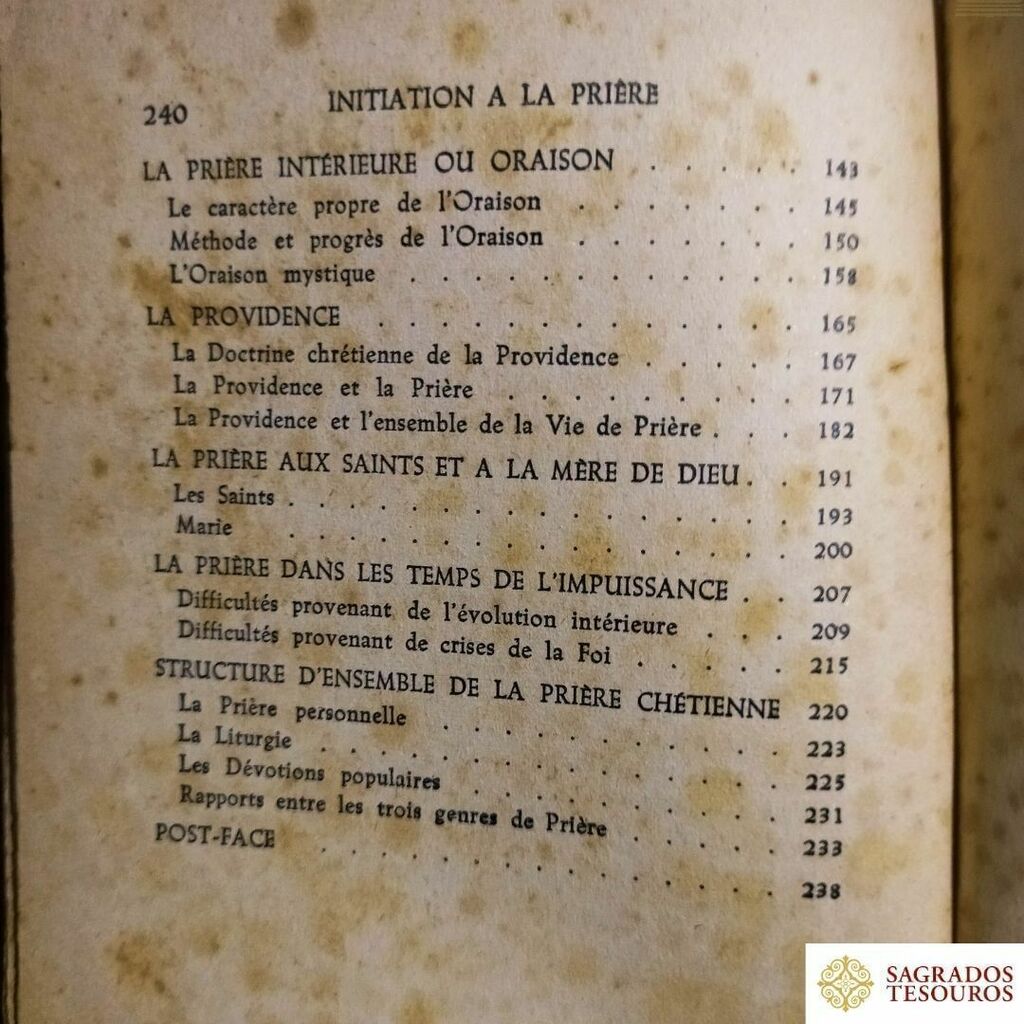 240 INITIATION A LA PRIÈRE
LA PRIÈRE INTÉRIEURE OU ORAISON . . . . . 143
Le caractère propre de l'Oraison . . . . . . . 145
Méthode et progrès de l'Oraison . . . . . . . 150
L'Oraison mystique . . . . . . . . . . . . 158
LA PROVIDENCE . . . . . . . . . . . . . 165
La Doctrine chrétienne de la Providence . . . . . 167
La Providence et la Prière . . . . . . . . . 171
La Providence et l'ensemble de la Vie de Prière . . . 182
LA PRIÈRE AUX SAINTS ET A LA MÈRE DE DIEU . . 191
Les Saints . . . . . . . . . . . . . . . . 193
Marie . . . . . . . . . . . . . . . . 200
LA PRIÈRE DANS LES TEMPS DE L'IMPUISSANCE . . 207
Difficultés provenant de l'évolution intérieure . . . 209
Difficultés provenant de crises de la Foi . . . . . 215
STRUCTURE D'ENSEMBLE DE LA PRIÈRE CHÉTIENNE 220
La Prière personnelle . . . . . . . . . . . 223
La Liturgie . . . . . . . . . . . . . . . 225
Les Dévotions populaires . . . . . . . . . . 231
Rapports entre les trois genres de Prière . . . . . 233
POST-FACE . . . . . . . . . . . . . . . 238
SAGRADOS
TESOUROS